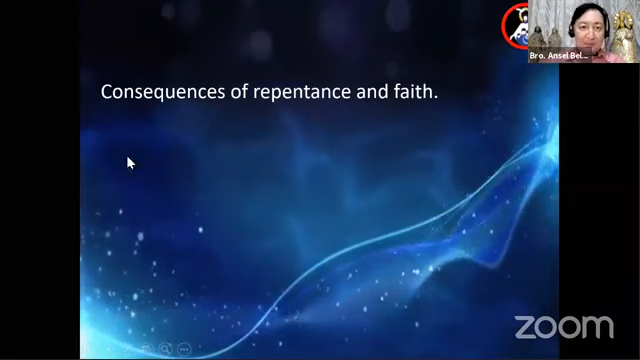 Bro. Ansel Bel...
Consequences of repentance and faith.
zoom